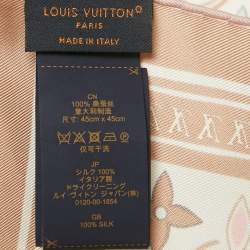 LOUIS VUITTON
PARIS
MADE IN ITALY
CN
100% 桑蚕丝
意大利制造
尺寸: 45cm x 45cm
仅可干洗
JP
シルク 100%
イタリア製
ドライクリーニング
ルイ ヴィトン ジャパン(株)
0120-00-1854
GB
100% SILK